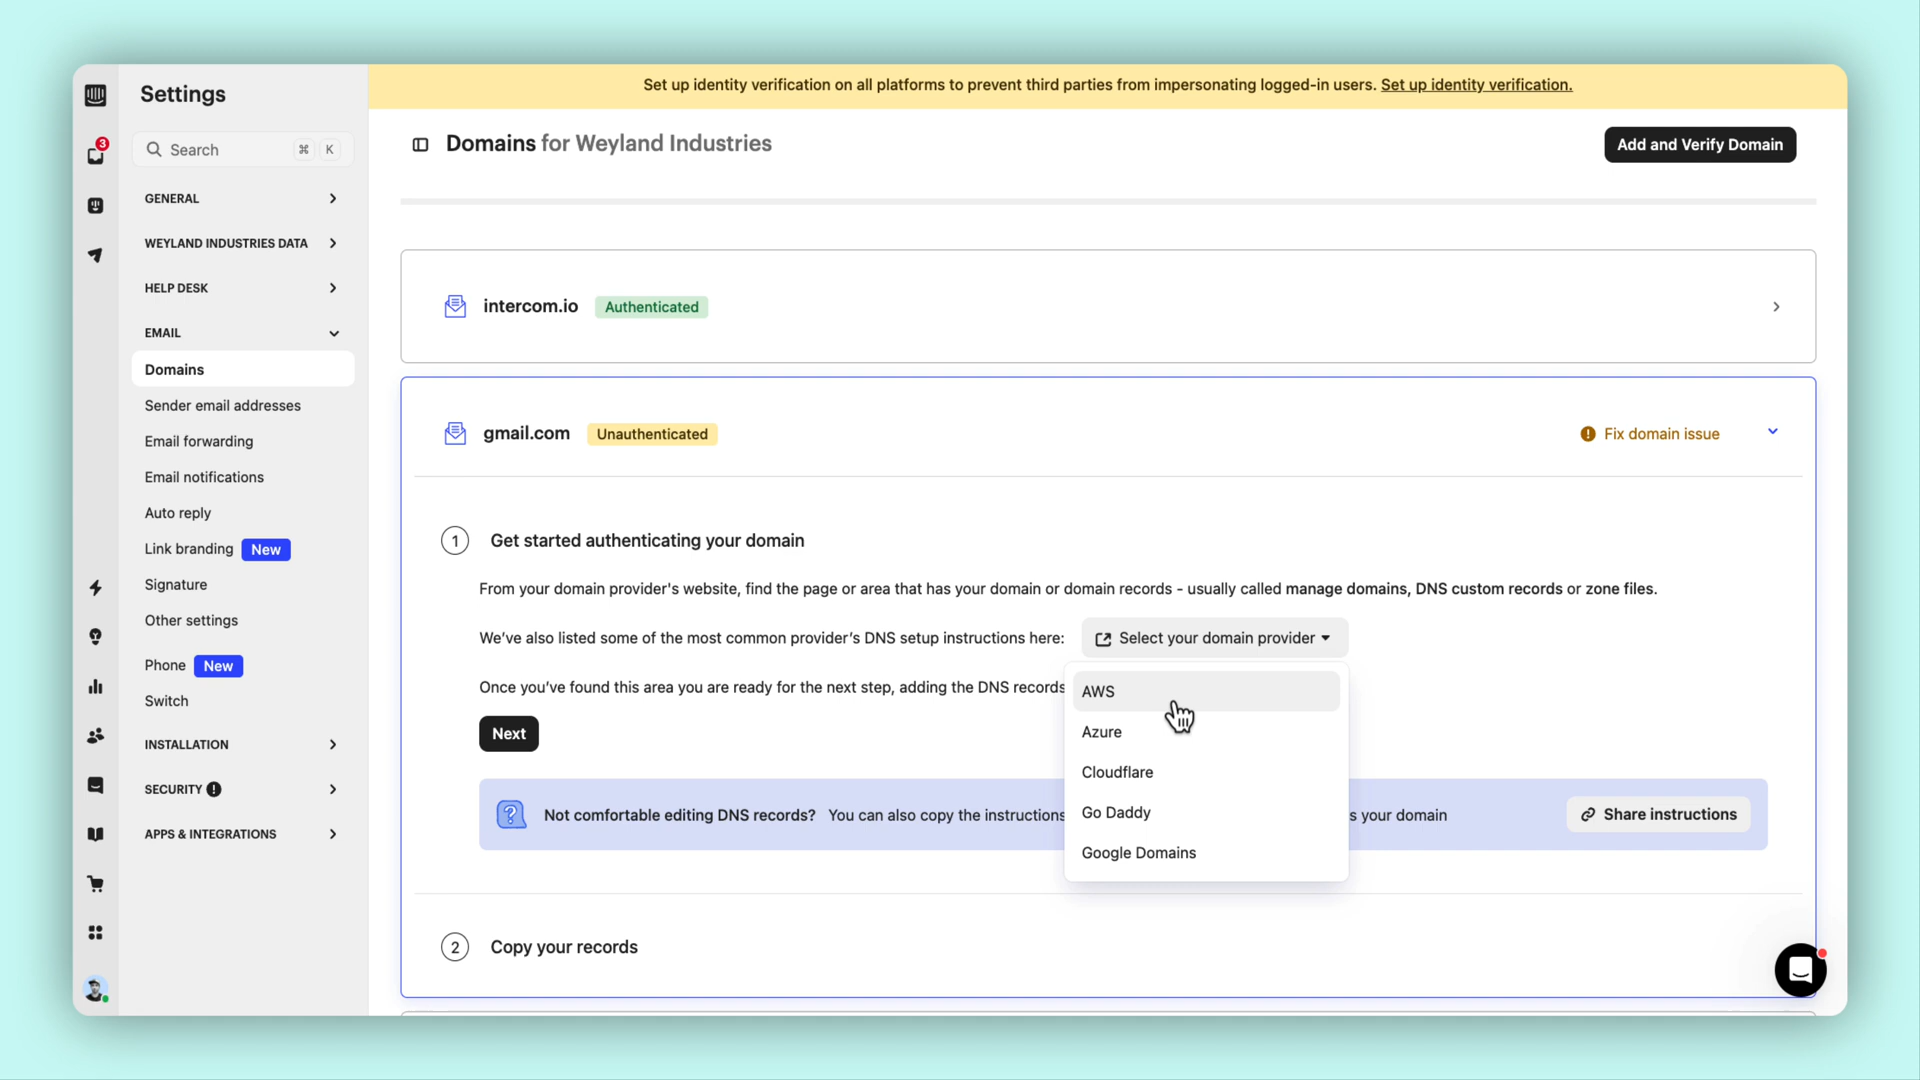 Settings
Search
⌘ K
GENERAL
WEYLAND INDUSTRIES DATA
HELP DESK
EMAIL
Domains
Sender email addresses
Email forwarding
Email notifications
Auto reply
Link branding New
Signature
Other settings
Phone New
Switch
INSTALLATION
SECURITY
APPS & INTEGRATIONS
3
Set up identity verification on all platforms to prevent third parties from impersonating logged-in users. Set up identity verification.
Domains for Weyland Industries
Add and Verify Domain
intercom.io Authenticated
gmail.com Unauthenticated
Fix domain issue
1 Get started authenticating your domain
From your domain provider's website, find the page or area that has your domain or domain records - usually called manage domains, DNS custom records or zone files.
We've also listed some of the most common provider's DNS setup instructions here: Select your domain provider
Once you've found this area you are ready for the next step, adding the DNS records
AWS
Azure
Cloudflare
Go Daddy
Google Domains
Next
Not comfortable editing DNS records? You can also copy the instructions s your domain
Share instructions
2 Copy your records